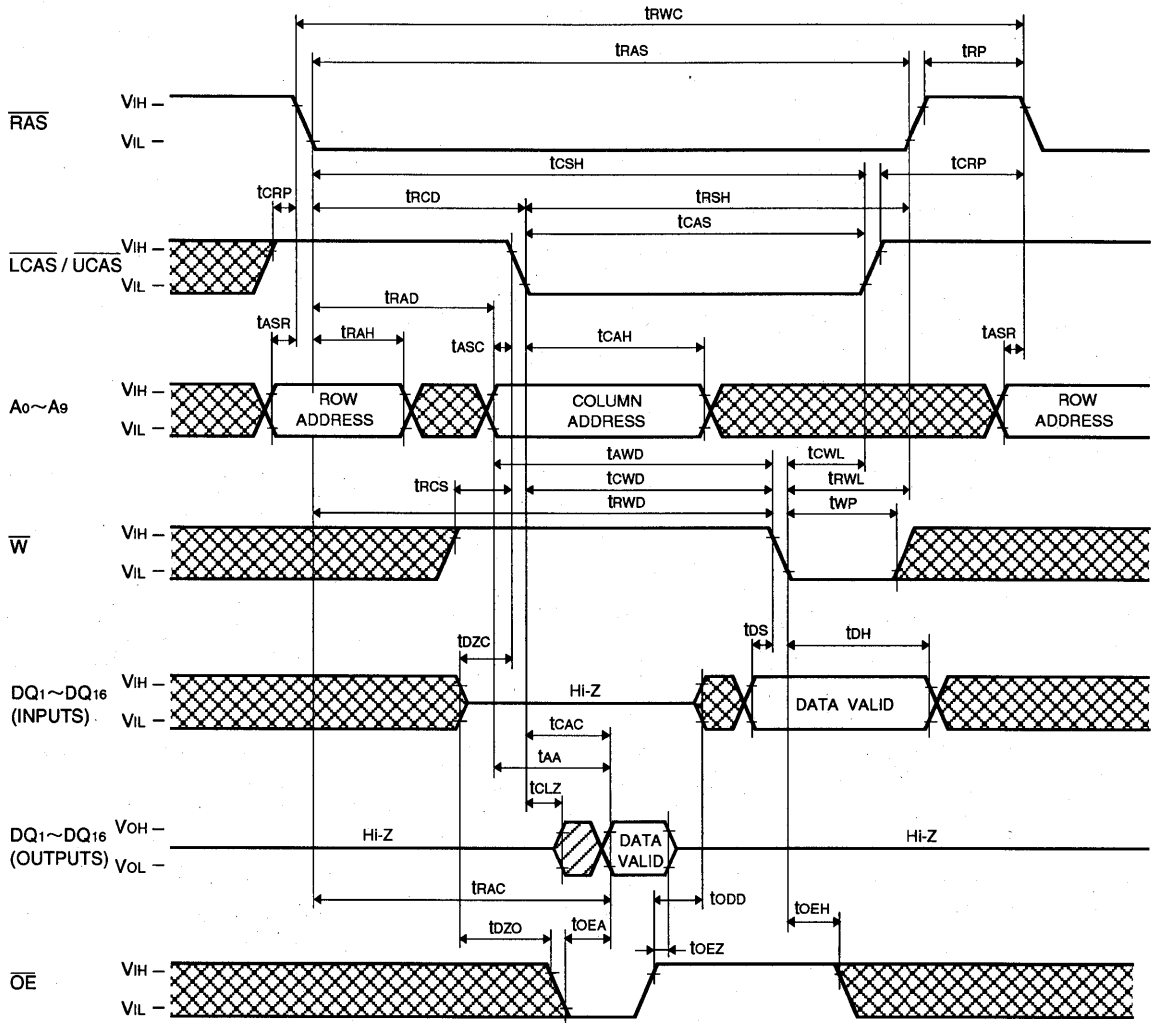 tRWC
tRAS tRP
RAS VIH VIL
tCSH
tCRP tRCD tRSH tCRP
tCAS
LCAS / UCAS VIH VIL
tRAD
tASR tRAH tASC tCAH tASR
A0~A9 VIH VIL ROW ADDRESS COLUMN ADDRESS ROW ADDRESS
tAWD tCWL
tRCS tCWD tRWL
tRWD tWP
W VIH VIL
tDZC tDS tDH
DQ1~DQ16 (INPUTS) VIH VIL Hi-Z DATA VALID
tCAC
tAA
tCLZ
DQ1~DQ16 (OUTPUTS) VOH VOL Hi-Z DATA VALID Hi-Z
tRAC tODD
tDZO tOEA tOEZ tOEH
OE VIH VIL